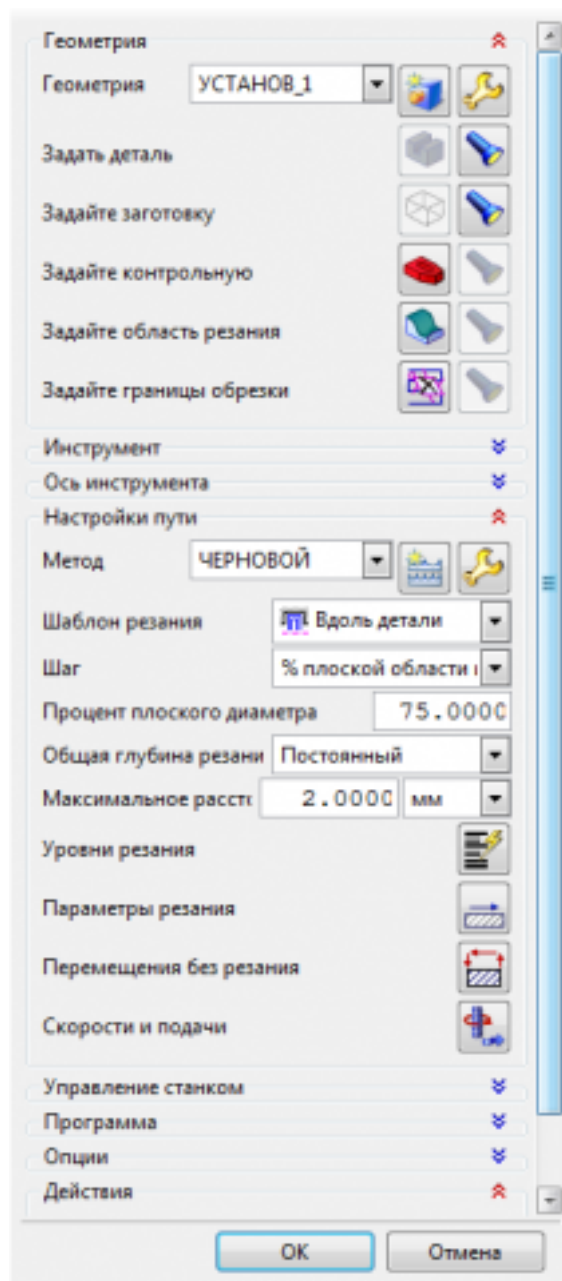 Геометрия
Геометрия УСТАНОВ_1
Задать деталь
Задайте заготовку
Задайте контрольную
Задайте область резания
Задайте границы обрезки
Инструмент
Ось инструмента
Настройки пути
Метод ЧЕРНОВОЙ
Шаблон резания Вдоль детали
Шаг % плоской области
Процент плоского диаметра 75.0000
Общая глубина резани Постоянный
Максимальное расстс 2.0000 мм
Уровни резания
Параметры резания
Перемещения без резания
Скорости и подачи
Управление станком
Программа
Опции
Действия
ОК Отмена